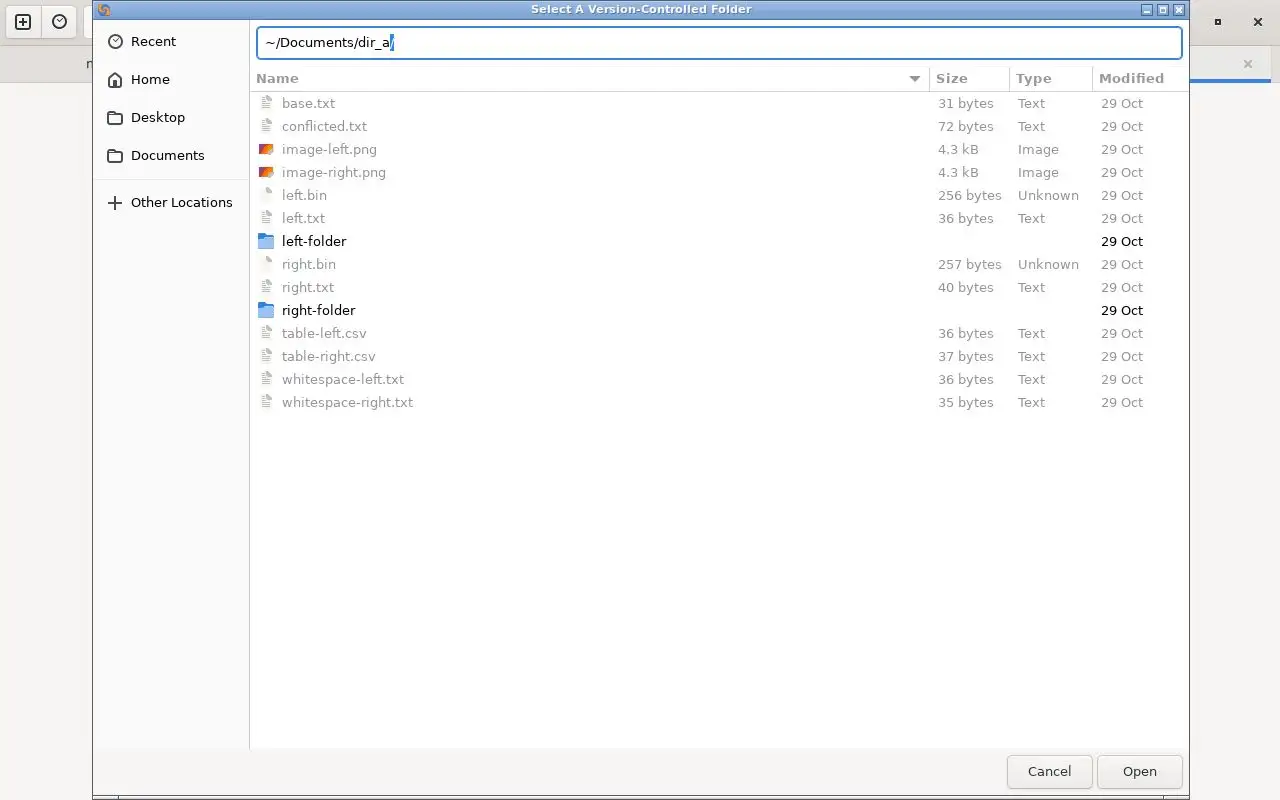 Select A Version-Controlled Folder
Recent
Home
Desktop
Documents
Other Locations
~/Documents/dir_a/
Name Size Type Modified
base.txt 31 bytes Text 29 Oct
conflicted.txt 72 bytes Text 29 Oct
image-left.png 4.3 kB Image 29 Oct
image-right.png 4.3 kB Image 29 Oct
left.bin 256 bytes Unknown 29 Oct
left.txt 36 bytes Text 29 Oct
left-folder 29 Oct
right.bin 257 bytes Unknown 29 Oct
right.txt 40 bytes Text 29 Oct
right-folder 29 Oct
table-left.csv 36 bytes Text 29 Oct
table-right.csv 37 bytes Text 29 Oct
whitespace-left.txt 36 bytes Text 29 Oct
whitespace-right.txt 35 bytes Text 29 Oct
Cancel Open